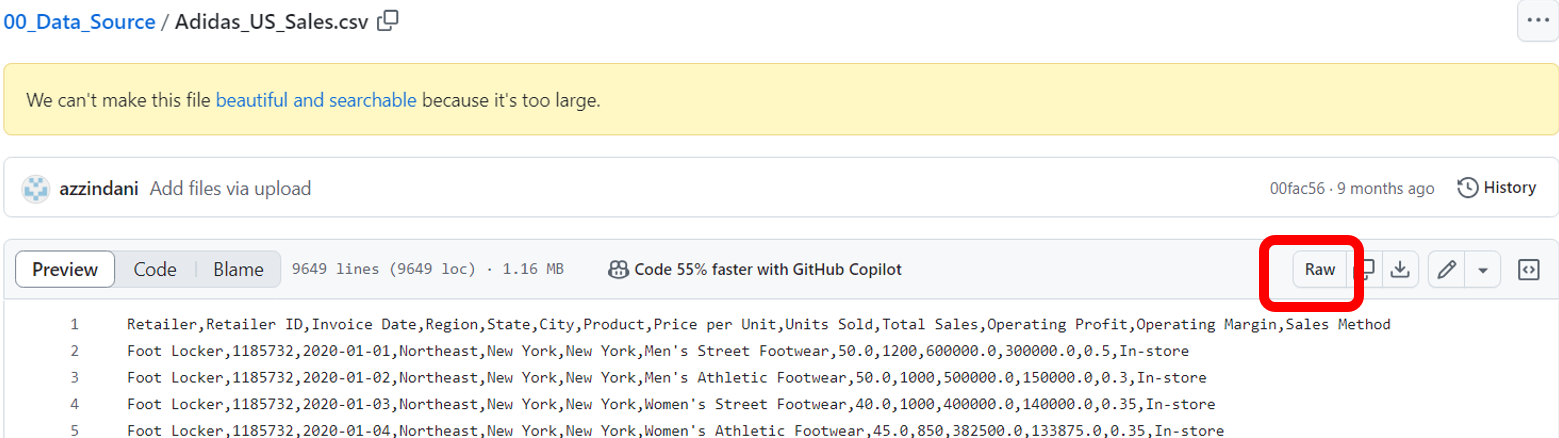 00_Data_Source / Adidas_US_Sales.csv
We can't make this file beautiful and searchable because it's too large.
azzindani Add files via upload 00fac56 · 9 months ago History
Preview Code Blame 9649 lines (9649 loc) · 1.16 MB Code 55% faster with GitHub Copilot Raw
1 Retailer,Retailer ID,Invoice Date,Region,State,City,Product,Price per Unit,Units Sold,Total Sales,Operating Profit,Operating Margin,Sales Method
2 Foot Locker,1185732,2020-01-01,Northeast,New York,New York,Men's Street Footwear,50.0,1200,600000.0,300000.0,0.5,In-store
3 Foot Locker,1185732,2020-01-02,Northeast,New York,New York,Men's Athletic Footwear,50.0,1000,500000.0,150000.0,0.3,In-store
4 Foot Locker,1185732,2020-01-03,Northeast,New York,New York,Women's Street Footwear,40.0,1000,400000.0,140000.0,0.35,In-store
5 Foot Locker,1185732,2020-01-04,Northeast,New York,New York,Women's Athletic Footwear,45.0,850,382500.0,133875.0,0.35,In-store